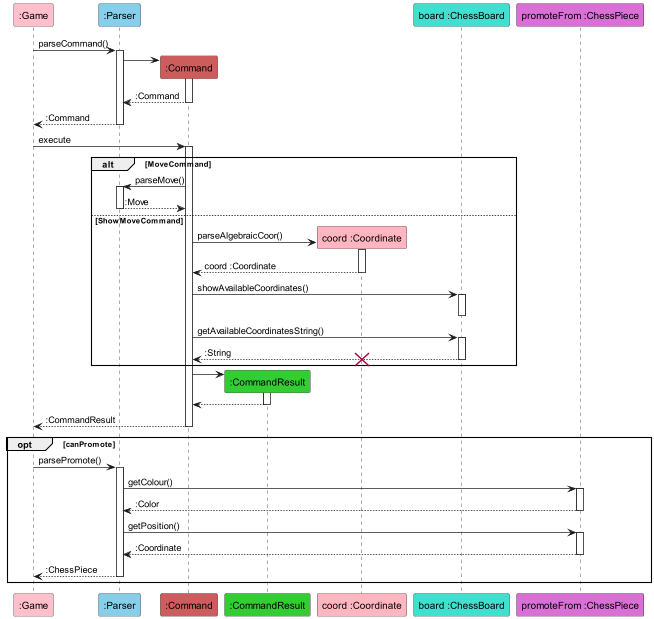 :Game
:Parser
board :ChessBoard
promoteFrom :ChessPiece
parseCommand()
:Command
:Command
:Command
execute
alt [MoveCommand]
parseMove()
:Move
[ShowMoveCommand]
parseAlgebraicCoor()
coord :Coordinate
coord :Coordinate
showAvailableCoordinates()
getAvailableCoordinatesString()
:String
:CommandResult
:CommandResult
opt [canPromote]
parsePromote()
getColour()
:Color
getPosition()
:Coordinate
:ChessPiece
:Game
:Parser
:Command
:CommandResult
coord :Coordinate
board :ChessBoard
promoteFrom :ChessPiece